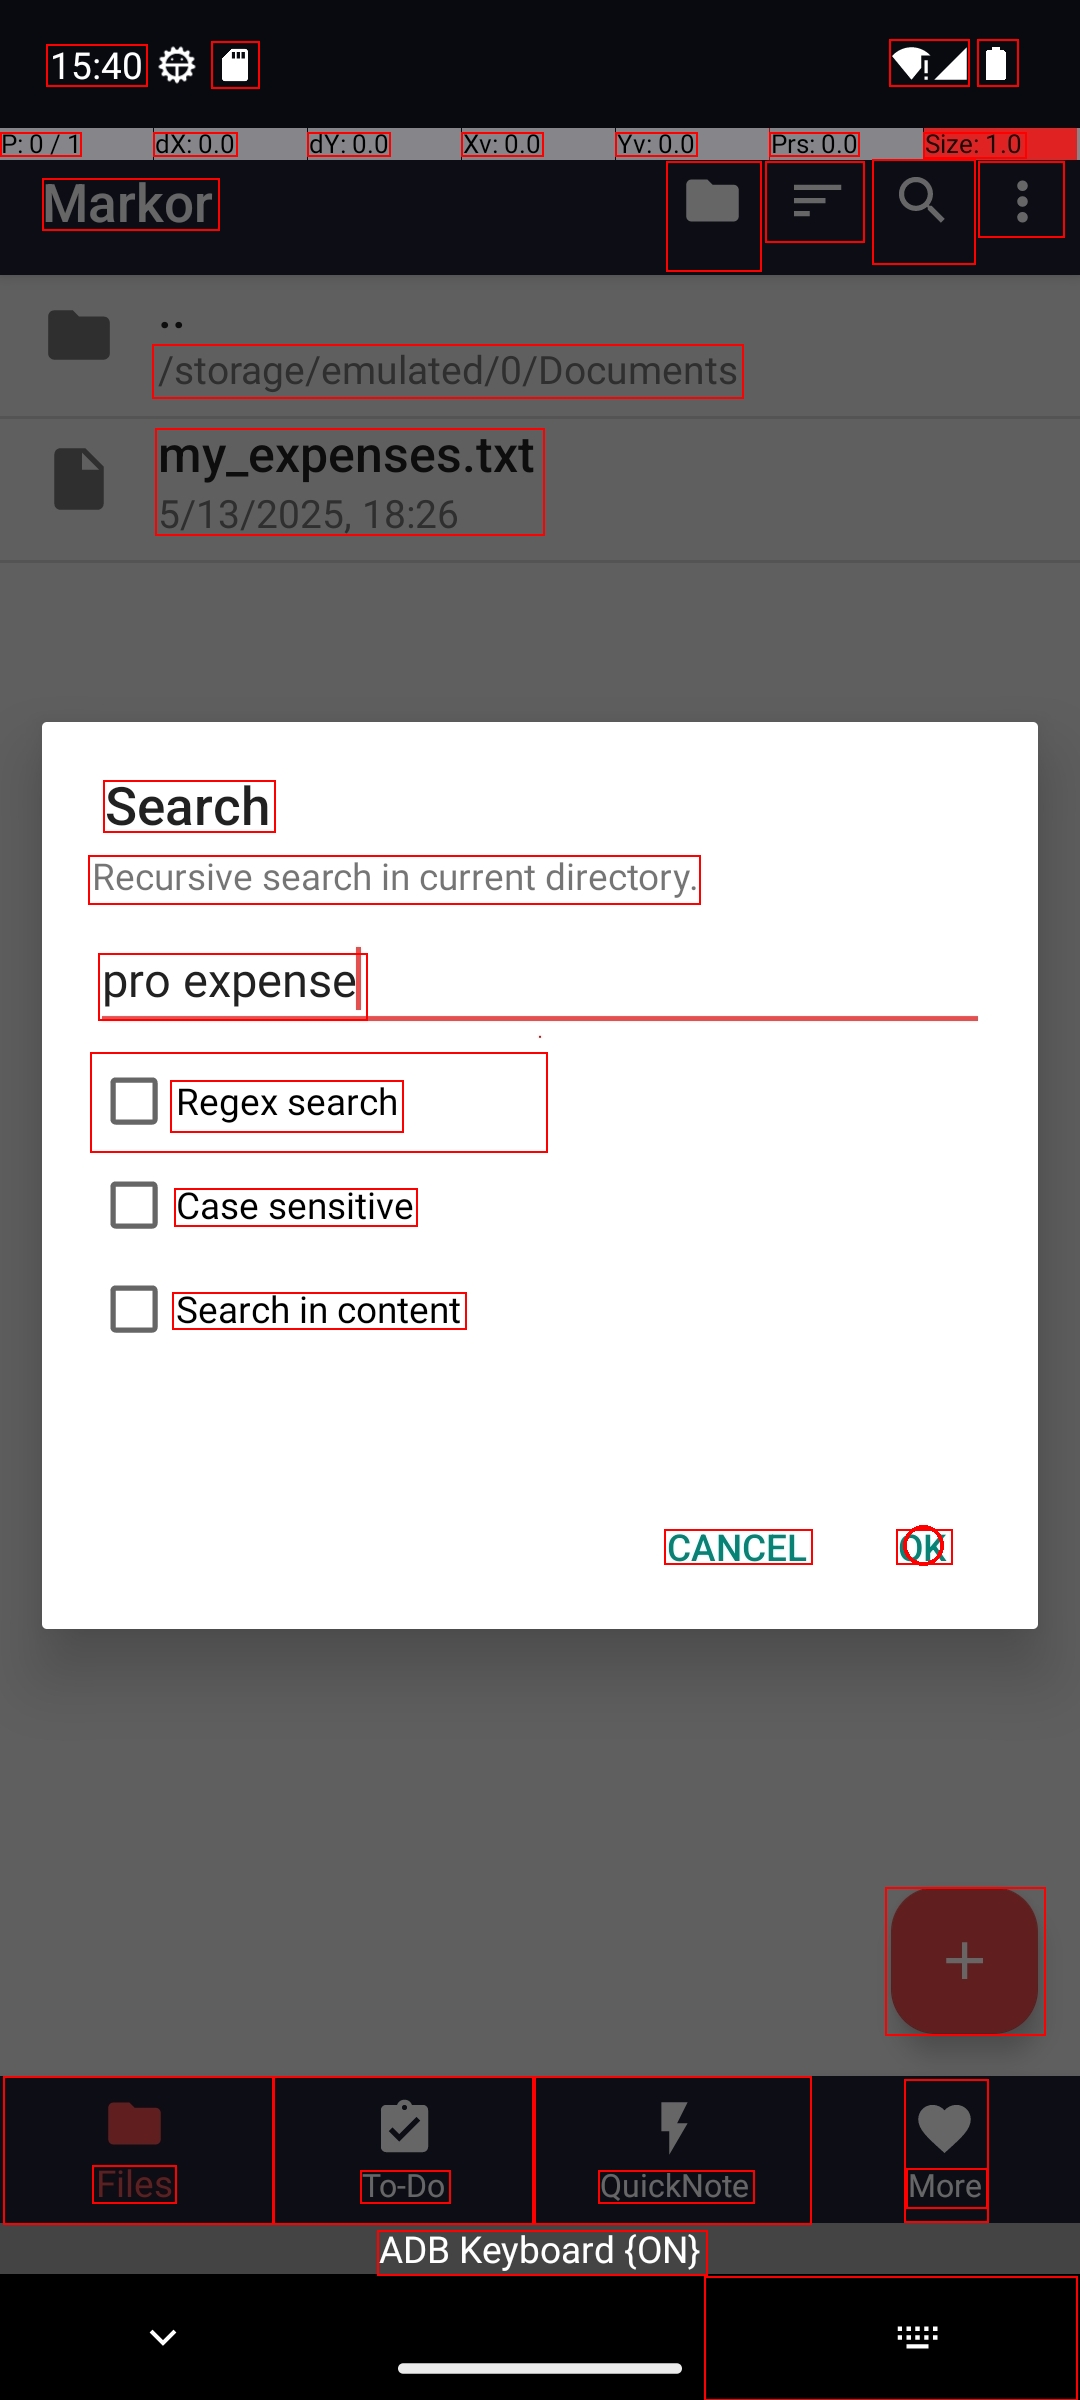 15:40
P: 0 / 1 dX: 0.0 dY: 0.0 Xv: 0.0 Yv: 0.0 Prs: 0.0 Size: 1.0
Markor
..
/storage/emulated/0/Documents
my_expenses.txt
5/13/2025, 18:26
Search
Recursive search in current directory.
pro expense
Regex search
Case sensitive
Search in content
CANCEL OK
Files To-Do QuickNote More
ADB Keyboard {ON}